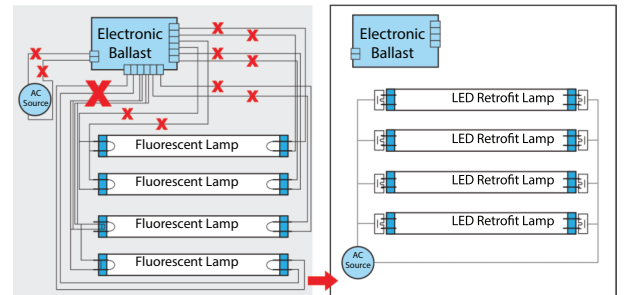 Electronic
Ballast
AC
Source
Fluorescent Lamp
Fluorescent Lamp
Fluorescent Lamp
Fluorescent Lamp
Electronic
Ballast
LED Retrofit Lamp
LED Retrofit Lamp
LED Retrofit Lamp
LED Retrofit Lamp
AC
Source